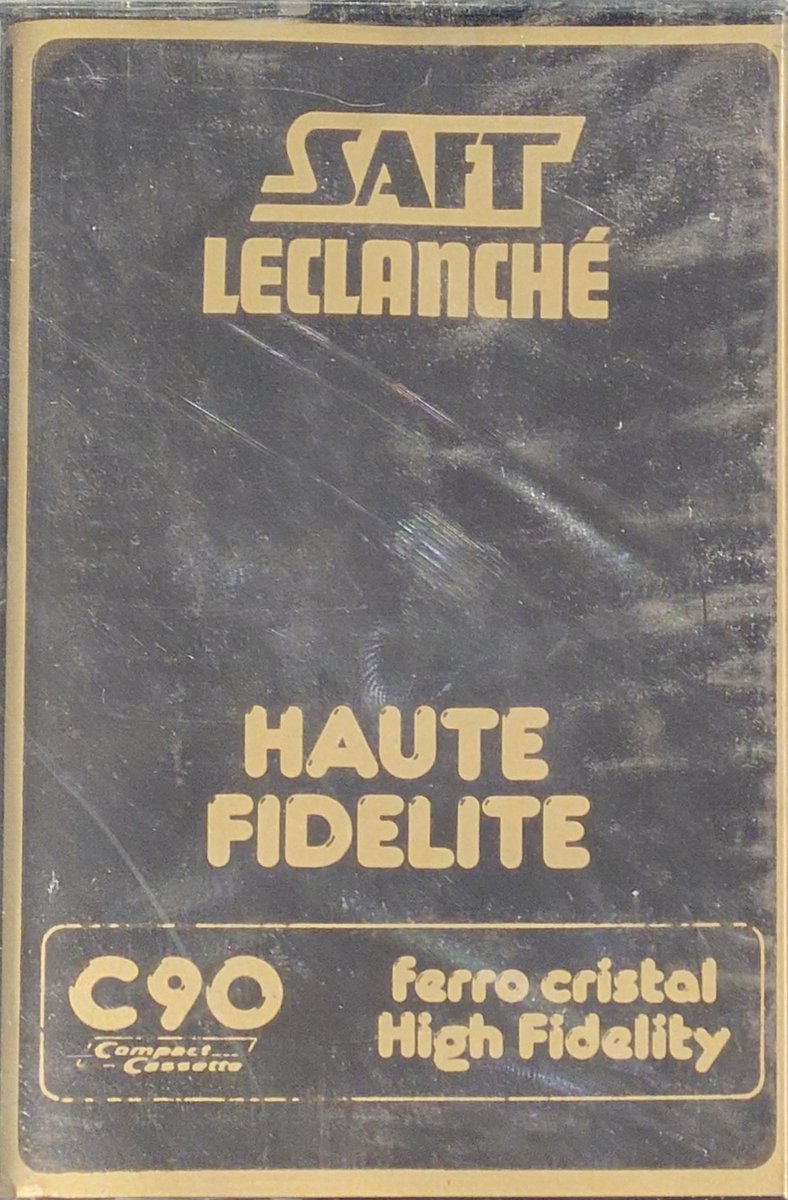 SAFT
LECLANCHÉ
HAUTE
FIDELITE
C90
Compact
Cassette
ferro cristal
High Fidelity